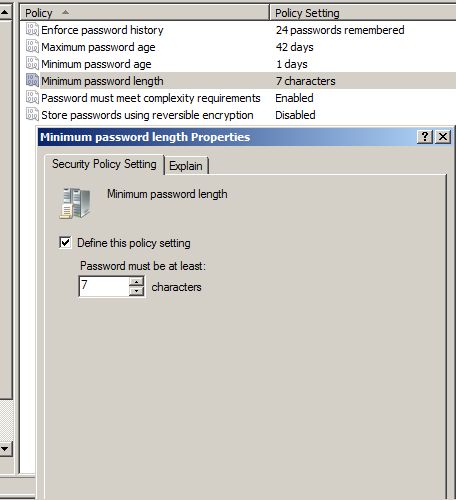 Policy Policy Setting
Enforce password history 24 passwords remembered
Maximum password age 42 days
Minimum password age 1 days
Minimum password length 7 characters
Password must meet complexity requirements Enabled
Store passwords using reversible encryption Disabled
Minimum password length Properties
Security Policy Setting Explain
Minimum password length
Define this policy setting
Password must be at least:
7 characters